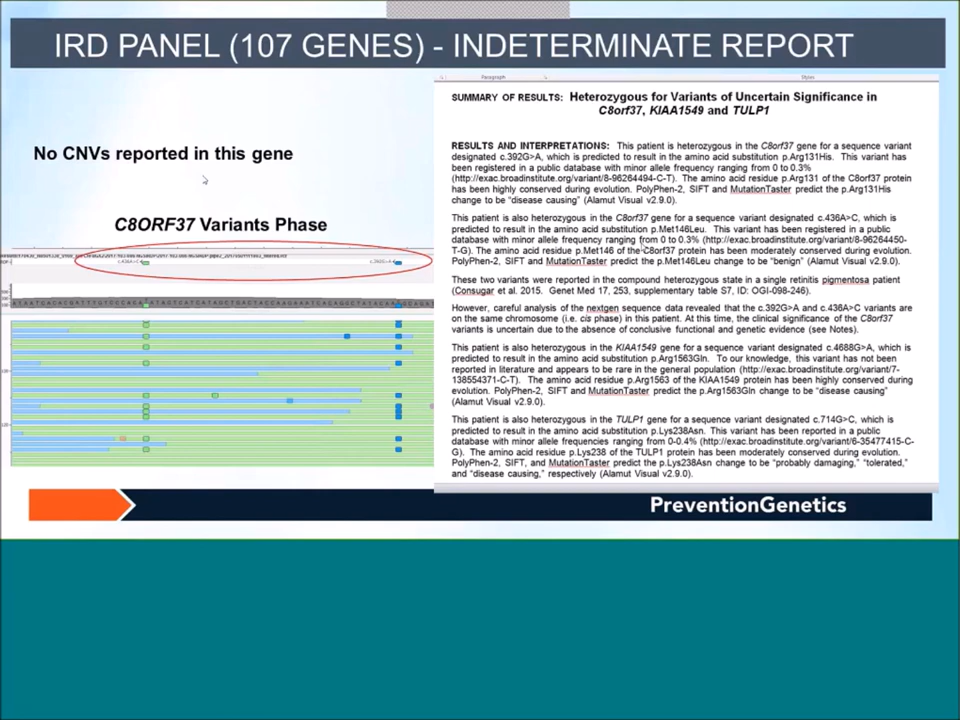 IRD PANEL (107 GENES) - INDETERMINATE REPORT
No CNVs reported in this gene
C8ORF37 Variants Phase
Paragraph
Styles
SUMMARY OF RESULTS: Heterozygous for Variants of Uncertain Significance in
C8orf37, KIAA1549 and TULP1
RESULTS AND INTERPRETATIONS: This patient is heterozygous in the C8orf37 gene for a sequence variant
designated c.392G>A, which is predicted to result in the amino acid substitution p.Arg131His. This variant has
been registered in a public database with minor allele frequency ranging from 0 to 0.3%
(http://exac.broadinstitute.org/variant/8-96264494-C-T). The amino acid residue p.Arg131 of the C8orf37 protein
has been highly conserved during evolution. PolyPhen-2, SIFT and MutationTaster predict the p.Arg131His
change to be “disease causing” (Alamut Visual v2.9.0).
This patient is also heterozygous in the C8orf37 gene for a sequence variant designated c.436A>C, which is
predicted to result in the amino acid substitution p.Met146Leu. This variant has been registered in a public
database with minor allele frequency ranging from 0 to 0.3% (http://exac.broadinstitute.org/variant/8-96264450-
T-G). The amino acid residue p.Met146 of the C8orf37 protein has been moderately conserved during evolution.
PolyPhen-2, SIFT and MutationTaster predict the p.Met146Leu change to be “benign” (Alamut Visual v2.9.0).
These two variants were reported in the compound heterozygous state in a single retinitis pigmentosa patient
(Consugar et al. 2015. Genet Med 17, 253, supplementary table S7, ID: OGI-098-246).
However, careful analysis of the nextgen sequence data revealed that the c.392G>A and c.436A>C variants are
on the same chromosome (i.e. cis phase) in this patient. At this time, the clinical significance of the C8orf37
variants is uncertain due to the absence of conclusive functional and genetic evidence (see Notes).
This patient is also heterozygous in the KIAA1549 gene for a sequence variant designated c.4688G>A, which is
predicted to result in the amino acid substitution p.Arg1563Gln. To our knowledge, this variant has not been
reported in literature and appears to be rare in the general population (http://exac.broadinstitute.org/variant/7-
138554371-C-T). The amino acid residue p.Arg1563 of the KIAA1549 protein has been highly conserved during
evolution. PolyPhen-2, SIFT and MutationTaster predict the p.Arg1563Gln change to be “disease causing”
(Alamut Visual v2.9.0).
This patient is also heterozygous in the TULP1 gene for a sequence variant designated c.714G>C, which is
predicted to result in the amino acid substitution p.Lys238Asn. This variant has been reported in a public
database with minor allele frequencies ranging from 0-0.4% (http://exac.broadinstitute.org/variant/6-35477415-C-
G). The amino acid residue p.Lys238 of the TULP1 protein has been moderately conserved during evolution.
PolyPhen-2, SIFT, and MutationTaster predict the p.Lys238Asn change to be “probably damaging,” “tolerated,”
and “disease causing,” respectively (Alamut Visual v2.9.0).
PreventionGenetics